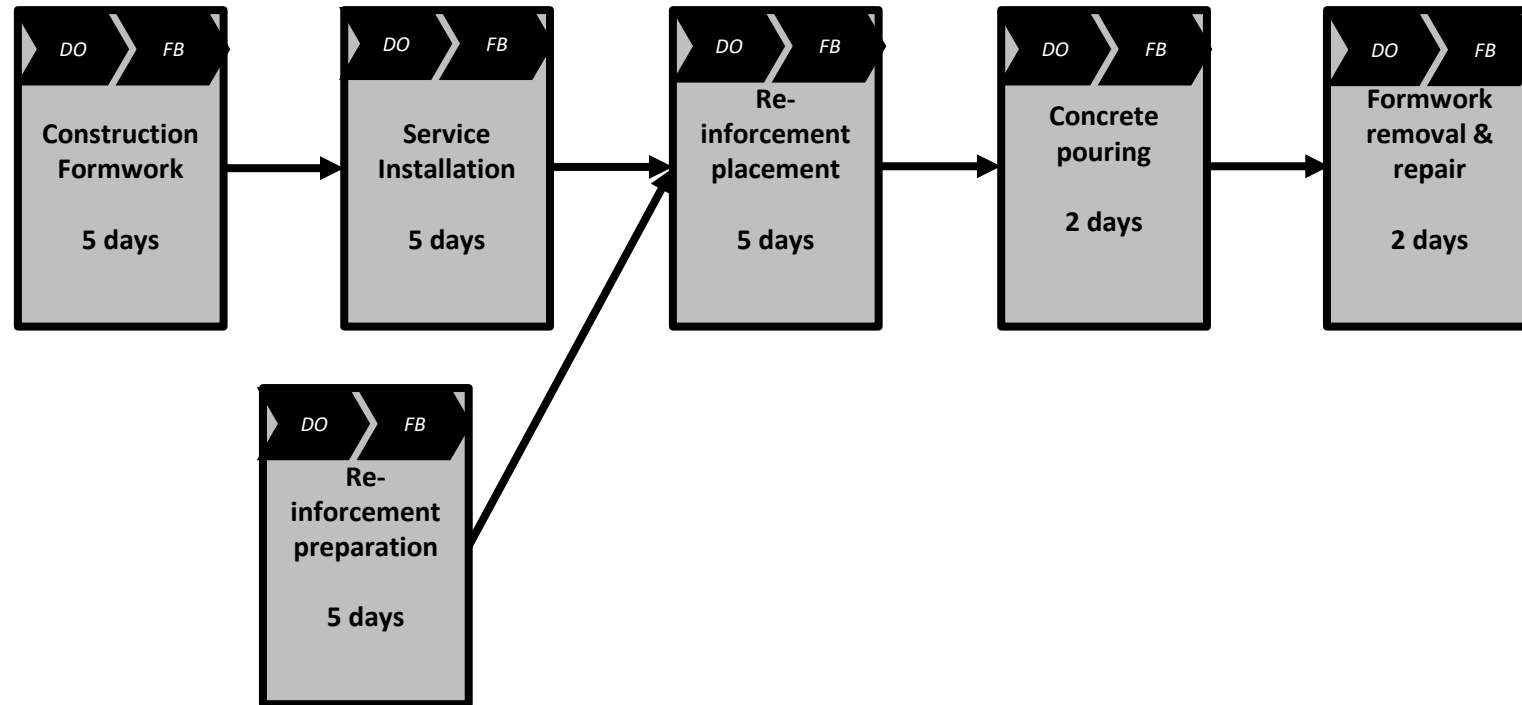 DO FB
Construction
Formwork
5 days
DO FB
Service
Installation
5 days
DO FB
Re-
inforcement
placement
5 days
DO FB
Concrete
pouring
2 days
DO FB
Formwork
removal &
repair
2 days
DO FB
Re-
inforcement
preparation
5 days